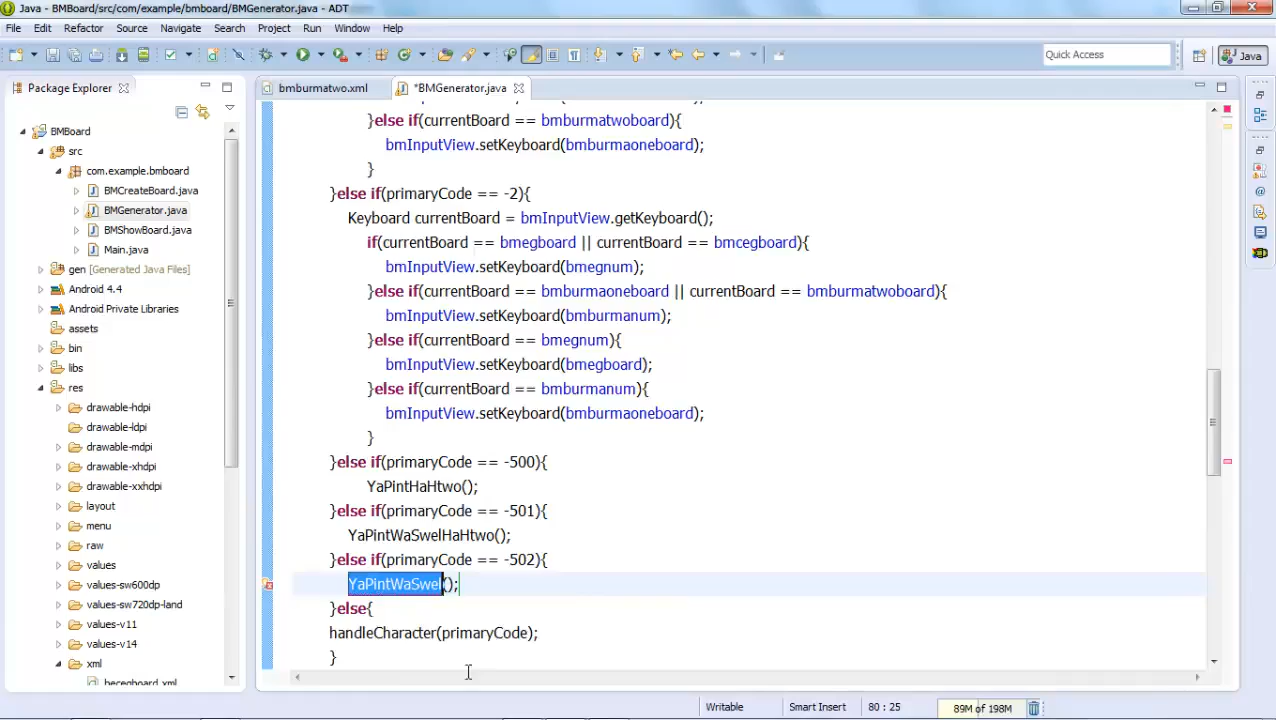 Java - BMBoard/src/com/example/bmboard/BMGenerator.java - ADT
File Edit Refactor Source Navigate Search Project Run Window Help
Quick Access
Java
Package Explorer
bmburmatwo.xml
*BMGenerator.java
BMBoard
src
com.example.bmboard
BMCreateBoard.java
BMGenerator.java
BMShowBoard.java
Main.java
gen [Generated Java Files]
Android 4.4
Android Private Libraries
assets
bin
libs
res
drawable-hdpi
drawable-ldpi
drawable-mdpi
drawable-xhdpi
drawable-xxhdpi
layout
menu
raw
values
values-sw600dp
values-sw720dp-land
values-v11
values-v14
xml
becegboard.xml
}else if(currentBoard == bmburmatwoboard){
bmInputView.setKeyboard(bmburmaoneboard);
}
}else if(primaryCode == -2){
Keyboard currentBoard = bmInputView.getKeyboard();
if(currentBoard == bmegboard || currentBoard == bmcegboard){
bmInputView.setKeyboard(bmegnum);
}else if(currentBoard == bmburmaoneboard || currentBoard == bmburmatwoboard){
bmInputView.setKeyboard(bmburmanum);
}else if(currentBoard == bmegnum){
bmInputView.setKeyboard(bmegboard);
}else if(currentBoard == bmburmanum){
bmInputView.setKeyboard(bmburmaoneboard);
}
}else if(primaryCode == -500){
YaPintHaHtwo();
}else if(primaryCode == -501){
YaPintWaSwelHaHtwo();
}else if(primaryCode == -502){
YaPintWaSwel();
}else{
handleCharacter(primaryCode);
}
Writable
Smart Insert
80 : 25
89M of 198M